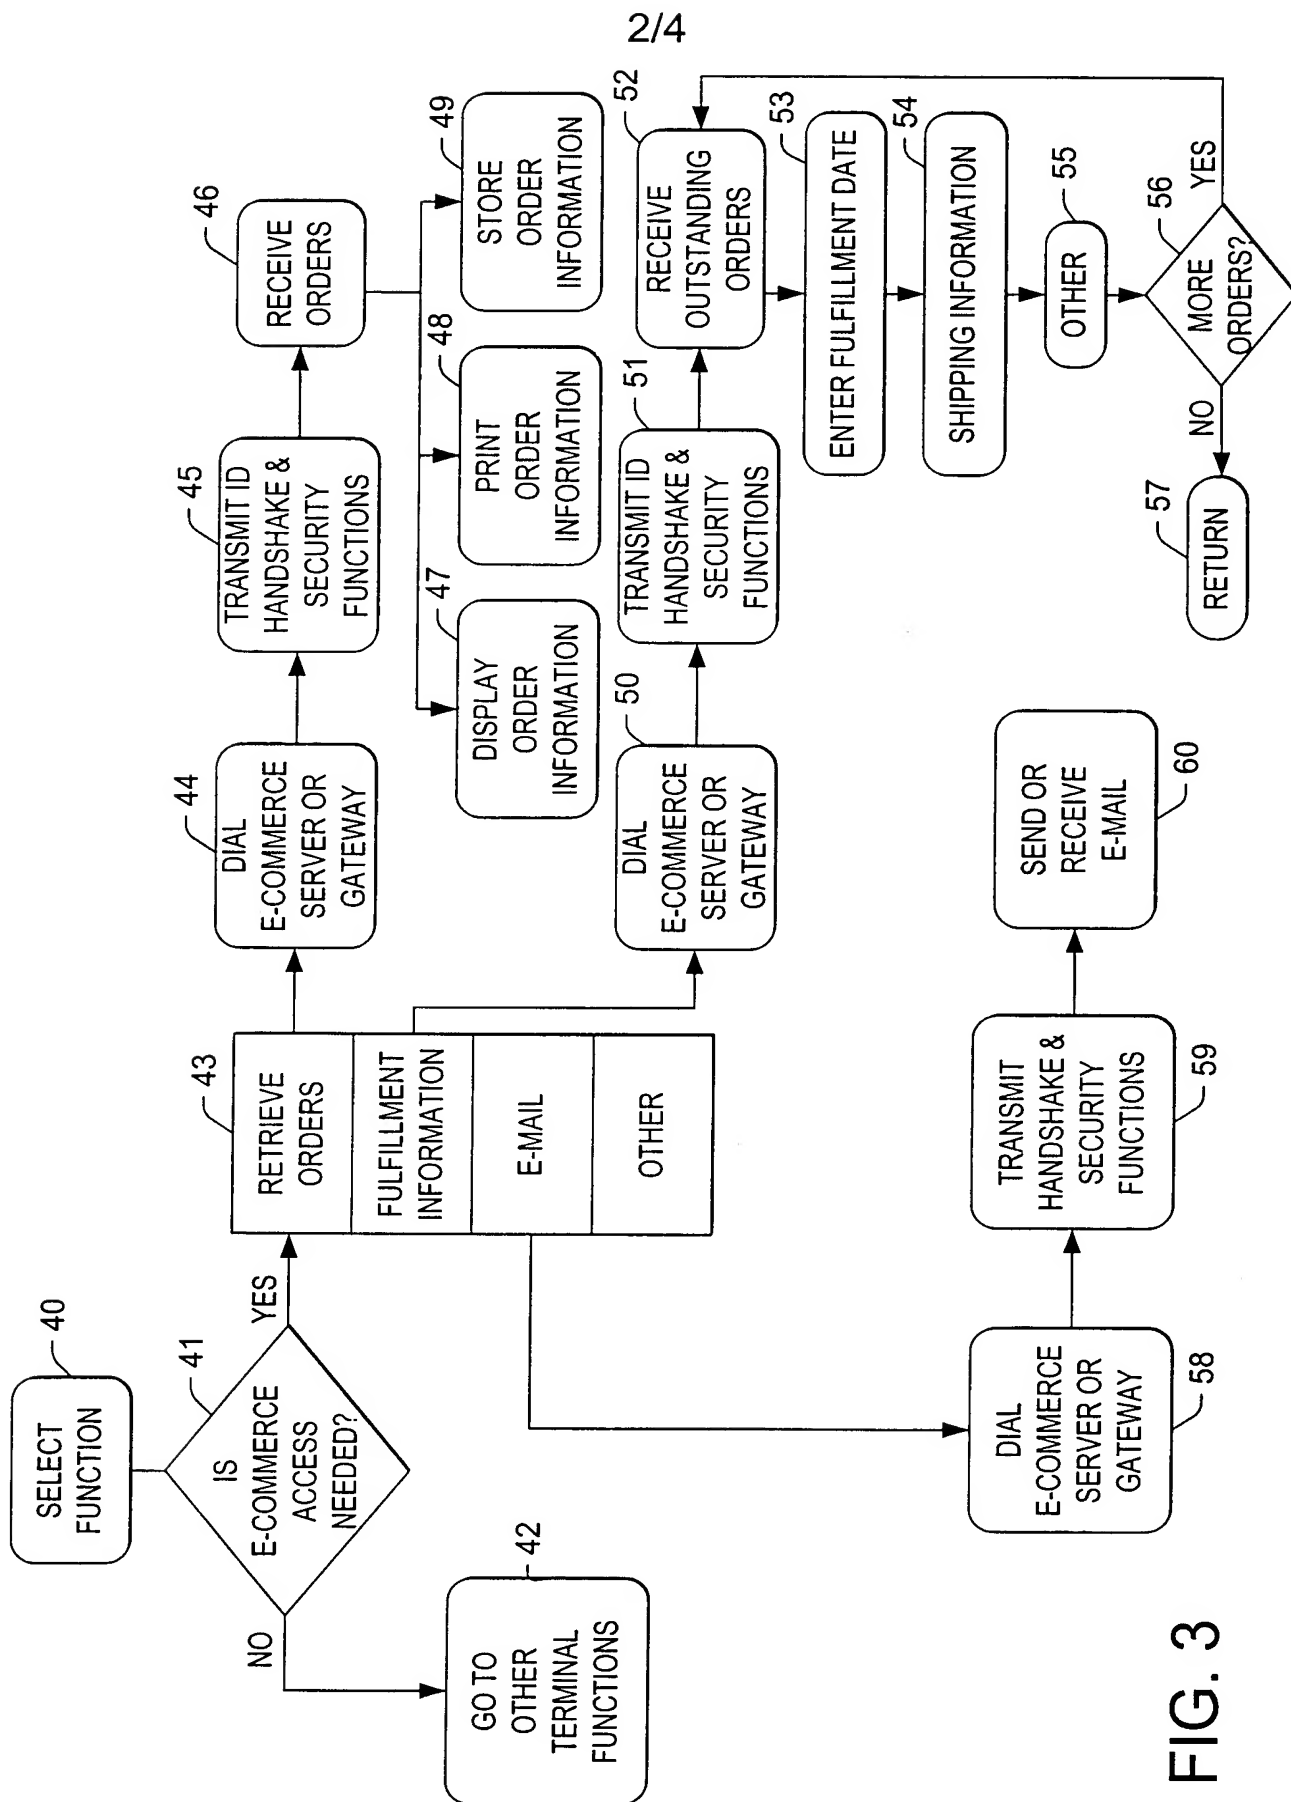 2/4
SELECT
FUNCTION
40
IS
E-COMMERCE
ACCESS
NEEDED?
41
YES
NO
GO TO
OTHER
TERMINAL
FUNCTIONS
42
43
RETRIEVE
ORDERS
FULFILLMENT
INFORMATION
E-MAIL
OTHER
DIAL
E-COMMERCE
SERVER OR
GATEWAY
44
TRANSMIT ID
HANDSHAKE &
SECURITY
FUNCTIONS
45
RECEIVE
ORDERS
46
DISPLAY
ORDER
INFORMATION
47
PRINT
ORDER
INFORMATION
48
STORE
ORDER
INFORMATION
49
DIAL
E-COMMERCE
SERVER OR
GATEWAY
50
TRANSMIT ID
HANDSHAKE &
SECURITY
FUNCTIONS
51
RECEIVE
OUTSTANDING
ORDERS
52
ENTER FULFILLMENT DATE
53
SHIPPING INFORMATION
54
OTHER
55
MORE
ORDERS?
56
YES
NO
RETURN
57
DIAL
E-COMMERCE
SERVER OR
GATEWAY
58
TRANSMIT
HANDSHAKE &
SECURITY
FUNCTIONS
59
SEND OR
RECEIVE
E-MAIL
60
FIG. 3